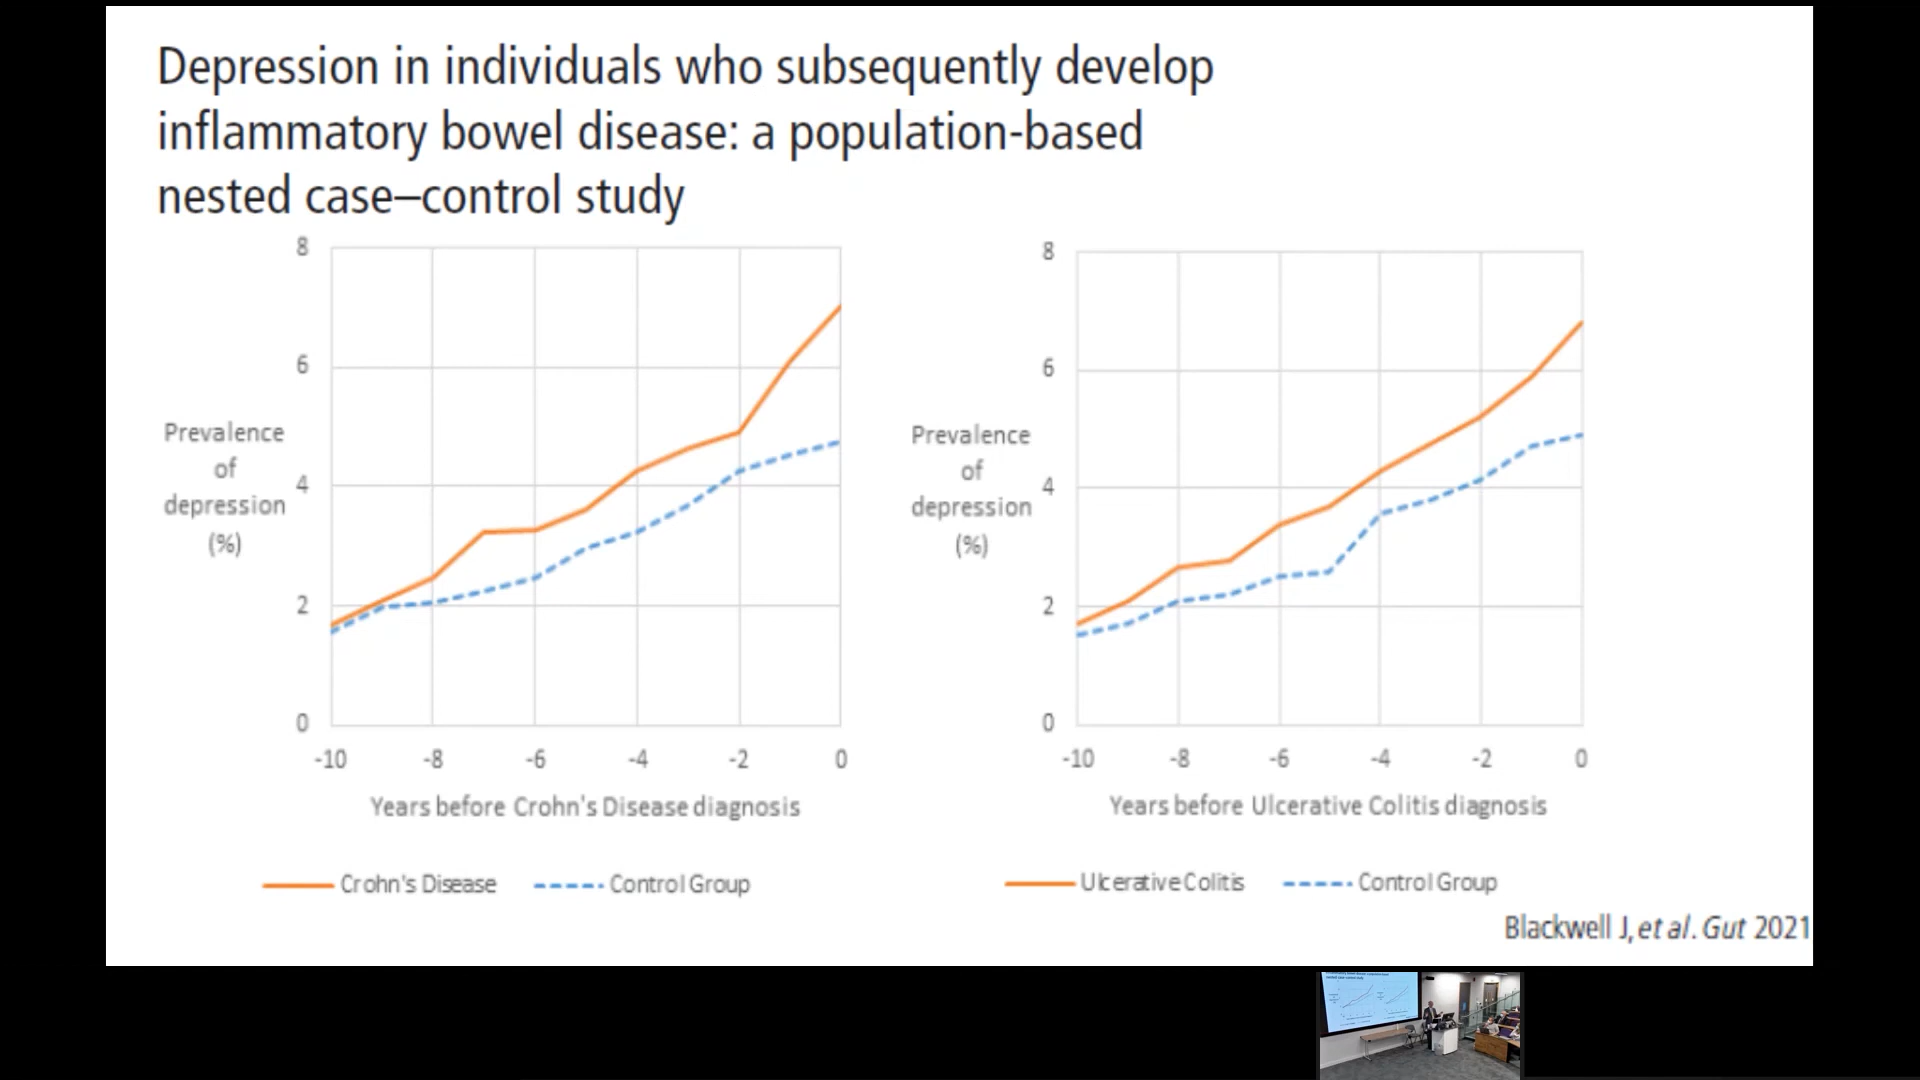 Depression in individuals who subsequently develop
inflammatory bowel disease: a population-based
nested case–control study
8
6
4
2
0
Prevalence
of
depression
(%)
-10 -8 -6 -4 -2 0
Years before Crohn's Disease diagnosis
Crohn's Disease Control Group
8
6
4
2
0
Prevalence
of
depression
(%)
-10 -8 -6 -4 -2 0
Years before Ulcerative Colitis diagnosis
Ulcerative Colitis Control Group
Blackwell J, et al. Gut 2021